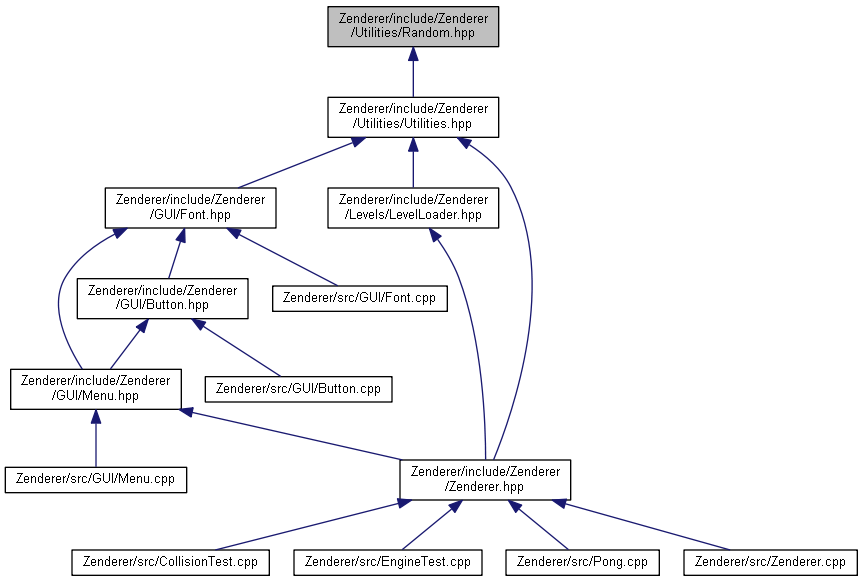 Zenderer/include/Zenderer
/Utilities/Random.hpp
Zenderer/include/Zenderer
/Utilities/Utilities.hpp
Zenderer/include/Zenderer
/GUI/Font.hpp
Zenderer/include/Zenderer
/Levels/LevelLoader.hpp
Zenderer/include/Zenderer
/GUI/Button.hpp
Zenderer/src/GUI/Font.cpp
Zenderer/include/Zenderer
/GUI/Menu.hpp
Zenderer/src/GUI/Button.cpp
Zenderer/src/GUI/Menu.cpp
Zenderer/include/Zenderer
/Zenderer.hpp
Zenderer/src/CollisionTest.cpp
Zenderer/src/EngineTest.cpp
Zenderer/src/Pong.cpp
Zenderer/src/Zenderer.cpp